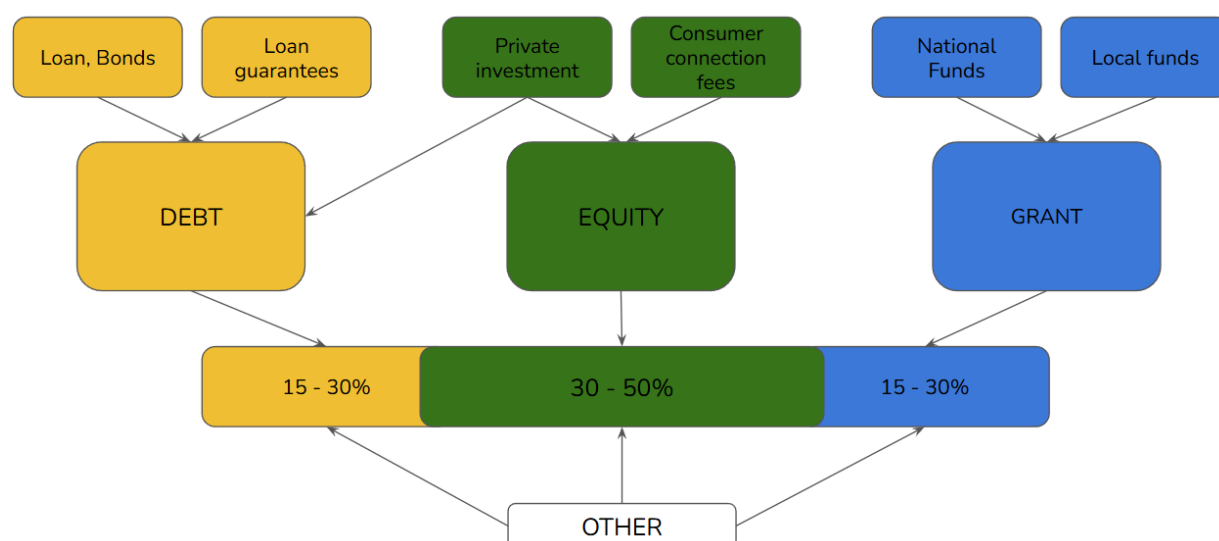 Loan, Bonds
Loan
guarantees
Private
investment
Consumer
connection
fees
National
Funds
Local funds
DEBT
EQUITY
GRANT
15 - 30%
30 - 50%
15 - 30%
OTHER